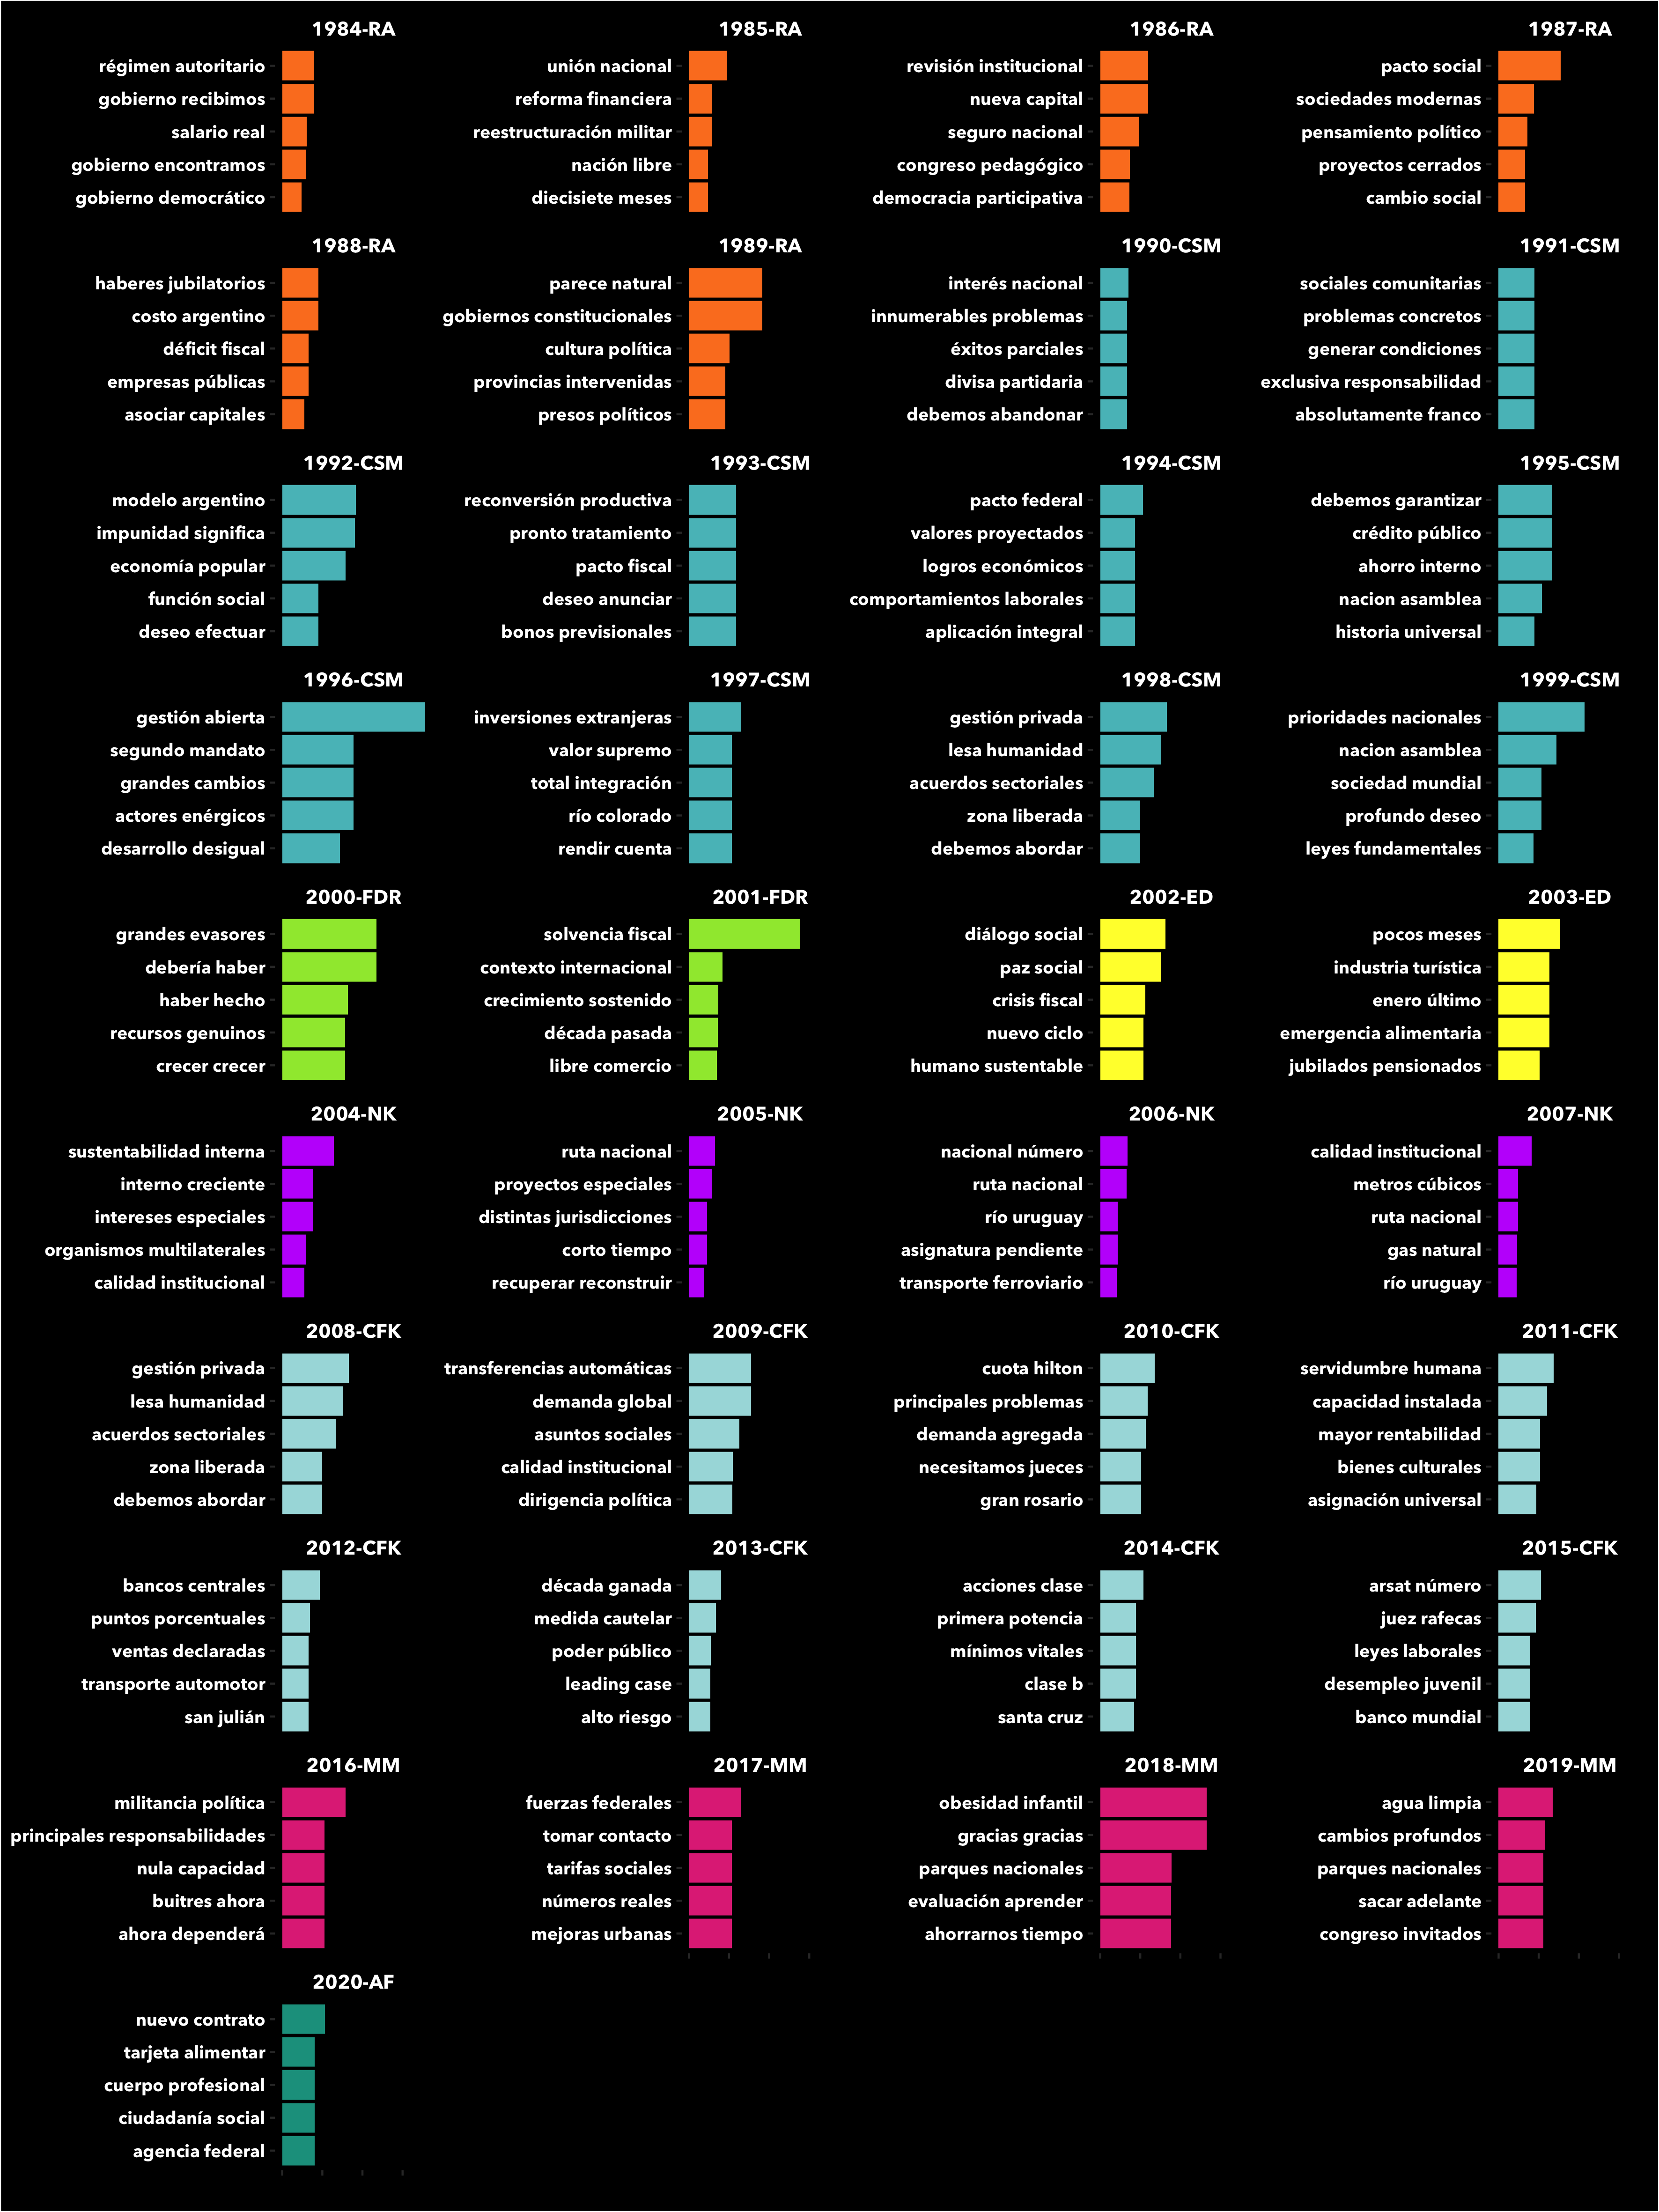 1984-RA
régimen autoritario
gobierno recibimos
salario real
gobierno encontramos
gobierno democrático
1985-RA
unión nacional
reforma financiera
reestructuración militar
nación libre
diecisiete meses
1986-RA
revisión institucional
nueva capital
seguro nacional
congreso pedagógico
democracia participativa
1987-RA
pacto social
sociedades modernas
pensamiento político
proyectos cerrados
cambio social
1988-RA
haberes jubilatorios
costo argentino
déficit fiscal
empresas públicas
asociar capitales
1989-RA
parece natural
gobiernos constitucionales
cultura política
provincias intervenidas
presos políticos
1990-CSM
interés nacional
innumerables problemas
éxitos parciales
divisa partidaria
debemos abandonar
1991-CSM
sociales comunitarias
problemas concretos
generar condiciones
exclusiva responsabilidad
absolutamente franco
1992-CSM
modelo argentino
impunidad significa
economía popular
función social
deseo efectuar
1993-CSM
reconversión productiva
pronto tratamiento
pacto fiscal
deseo anunciar
bonos previsionales
1994-CSM
pacto federal
valores proyectados
logros económicos
comportamientos laborales
aplicación integral
1995-CSM
debemos garantizar
crédito público
ahorro interno
nacion asamblea
historia universal
1996-CSM
gestión abierta
segundo mandato
grandes cambios
actores enérgicos
desarrollo desigual
1997-CSM
inversiones extranjeras
valor supremo
total integración
río colorado
rendir cuenta
1998-CSM
gestión privada
lesa humanidad
acuerdos sectoriales
zona liberada
debemos abordar
1999-CSM
prioridades nacionales
nacion asamblea
sociedad mundial
profundo deseo
leyes fundamentales
2000-FDR
grandes evasores
debería haber
haber hecho
recursos genuinos
crecer crecer
2001-FDR
solvencia fiscal
contexto internacional
crecimiento sostenido
década pasada
libre comercio
2002-ED
diálogo social
paz social
crisis fiscal
nuevo ciclo
humano sustentable
2003-ED
pocos meses
industria turística
enero último
emergencia alimentaria
jubilados pensionados
2004-NK
sustentabilidad interna
interno creciente
intereses especiales
organismos multilaterales
calidad institucional
2005-NK
ruta nacional
proyectos especiales
distintas jurisdicciones
corto tiempo
recuperar reconstruir
2006-NK
nacional número
ruta nacional
río uruguay
asignatura pendiente
transporte ferroviario
2007-NK
calidad institucional
metros cúbicos
ruta nacional
gas natural
río uruguay
2008-CFK
gestión privada
lesa humanidad
acuerdos sectoriales
zona liberada
debemos abordar
2009-CFK
transferencias automáticas
demanda global
asuntos sociales
calidad institucional
dirigencia política
2010-CFK
cuota hilton
principales problemas
demanda agregada
necesitamos jueces
gran rosario
2011-CFK
servidumbre humana
capacidad instalada
mayor rentabilidad
bienes culturales
asignación universal
2012-CFK
bancos centrales
puntos porcentuales
ventas declaradas
transporte automotor
san julián
2013-CFK
década ganada
medida cautelar
poder público
leading case
alto riesgo
2014-CFK
acciones clase
primera potencia
mínimos vitales
clase b
santa cruz
2015-CFK
arsat número
juez rafecas
leyes laborales
desempleo juvenil
banco mundial
2016-MM
militancia política
principales responsabilidades
nula capacidad
buitres ahora
ahora dependerá
2017-MM
fuerzas federales
tomar contacto
tarifas sociales
números reales
mejoras urbanas
2018-MM
obesidad infantil
gracias gracias
parques nacionales
evaluación aprender
ahorrarnos tiempo
2019-MM
agua limpia
cambios profundos
parques nacionales
sacar adelante
congreso invitados
2020-AF
nuevo contrato
tarjeta alimentar
cuerpo profesional
ciudadanía social
agencia federal